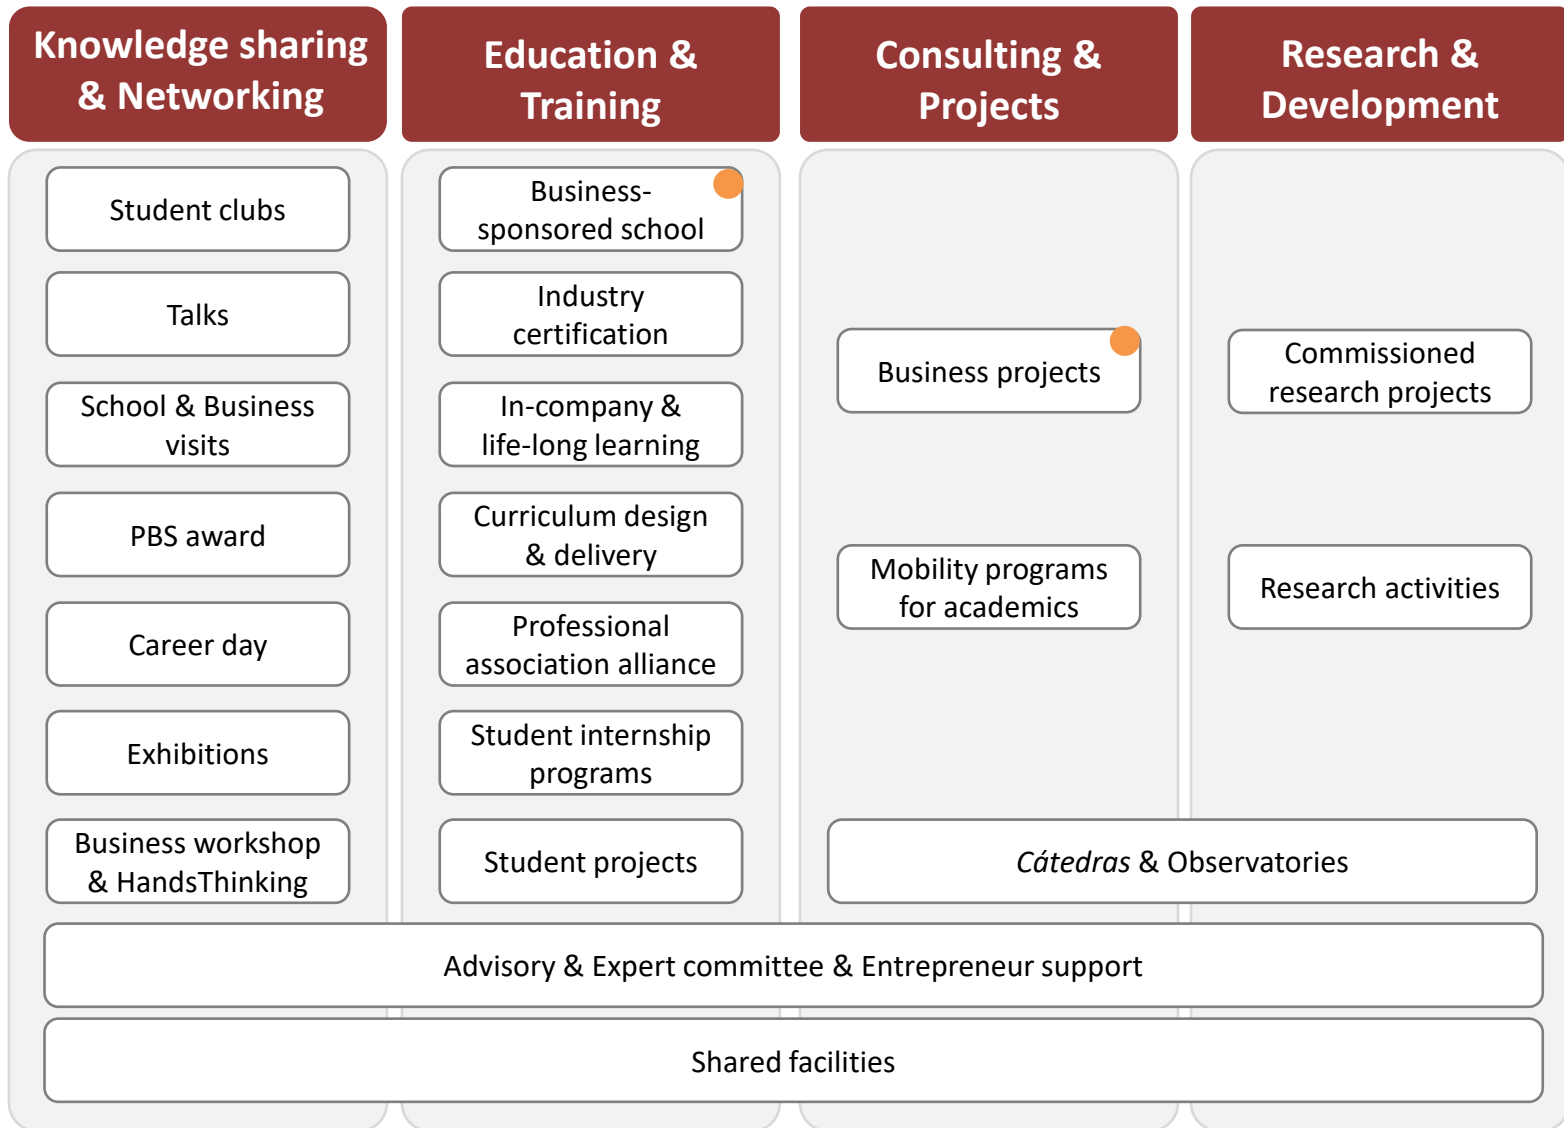 Knowledge sharing
& Networking
Student clubs
Talks
School & Business
visits
PBS award
Career day
Exhibitions
Business workshop
& HandsThinking
Education &
Training
Business-
sponsored school
Industry
certification
In-company &
life-long learning
Curriculum design
& delivery
Professional
association alliance
Student internship
programs
Student projects
Consulting &
Projects
Business projects
Mobility programs
for academics
Research &
Development
Commissioned
research projects
Research activities
Cátedras & Observatories
Advisory & Expert committee & Entrepreneur support
Shared facilities